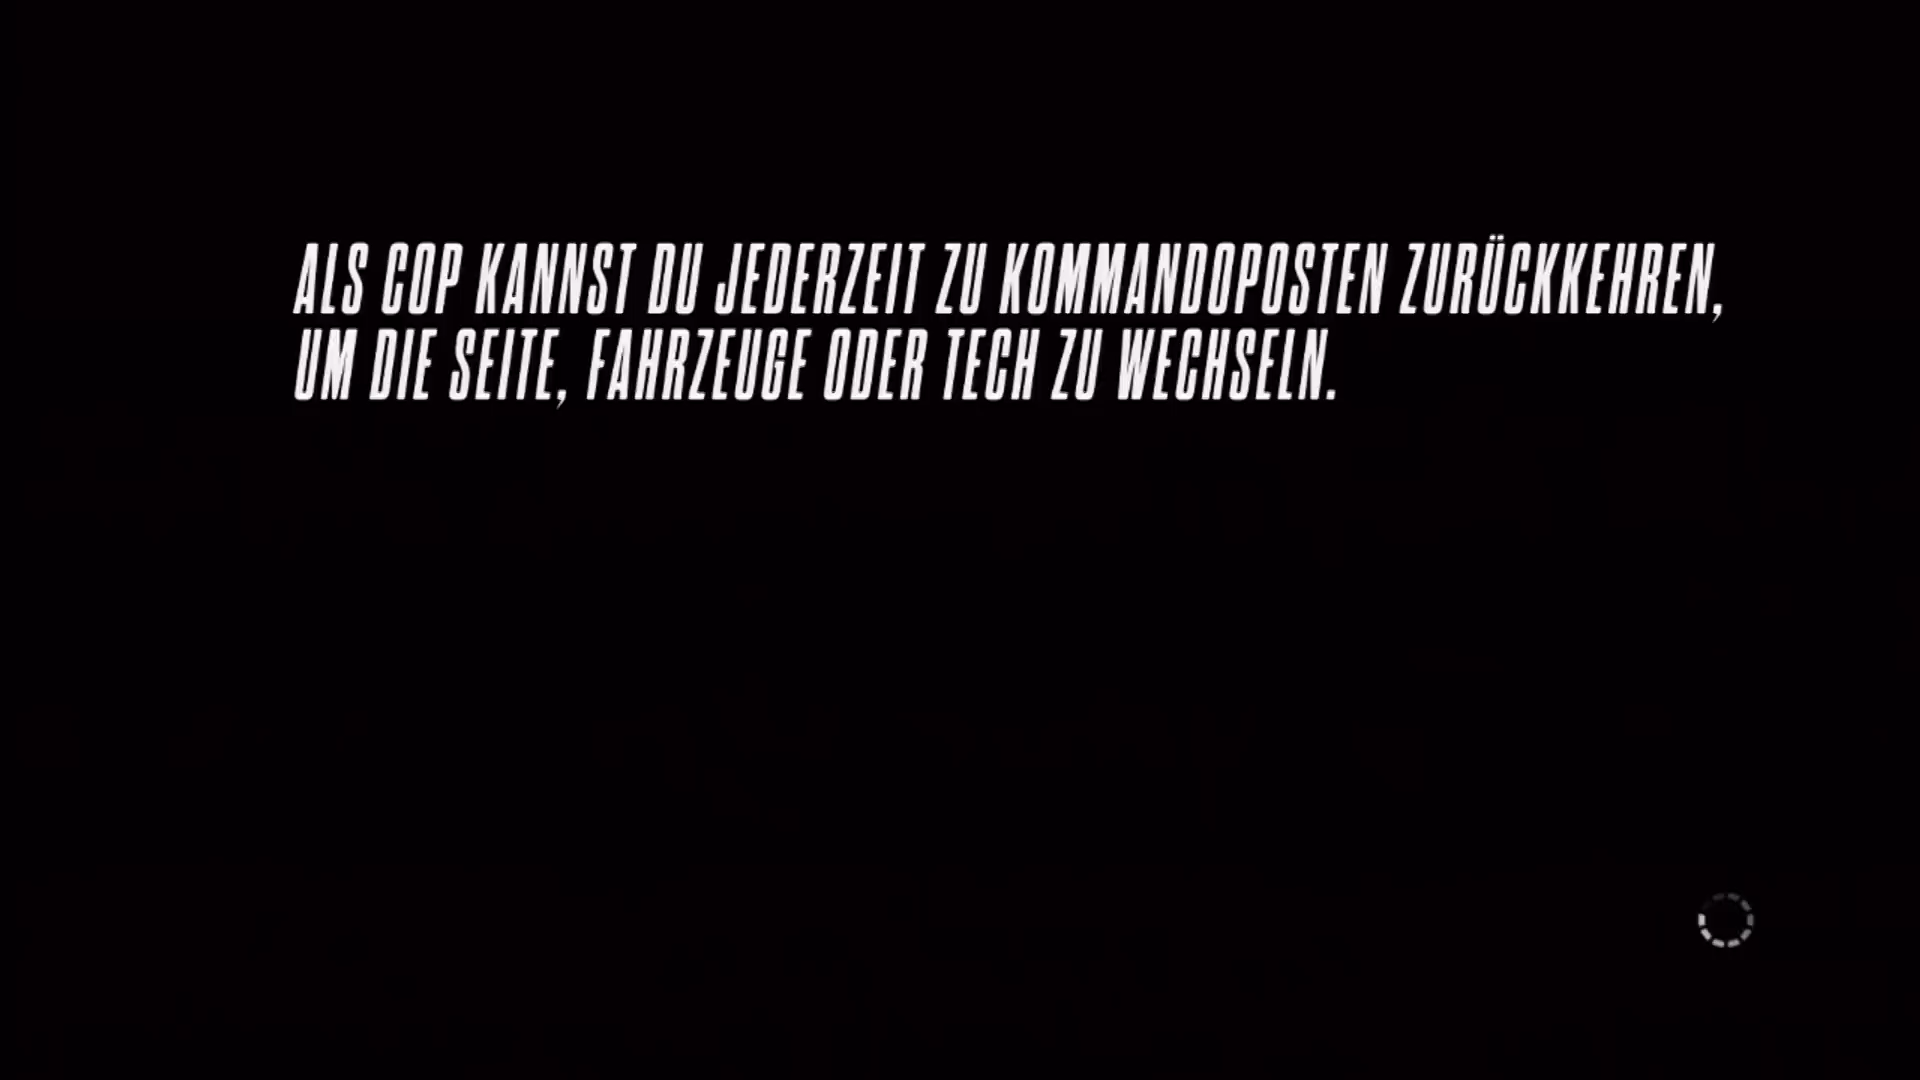 ALS COP KANNST DU JEDERZEIT ZU KOMMANDOPOSTEN ZURÜCKKEHREN,
UM DIE SEITE, FAHRZEUGE ODER TECH ZU WECHSELN.